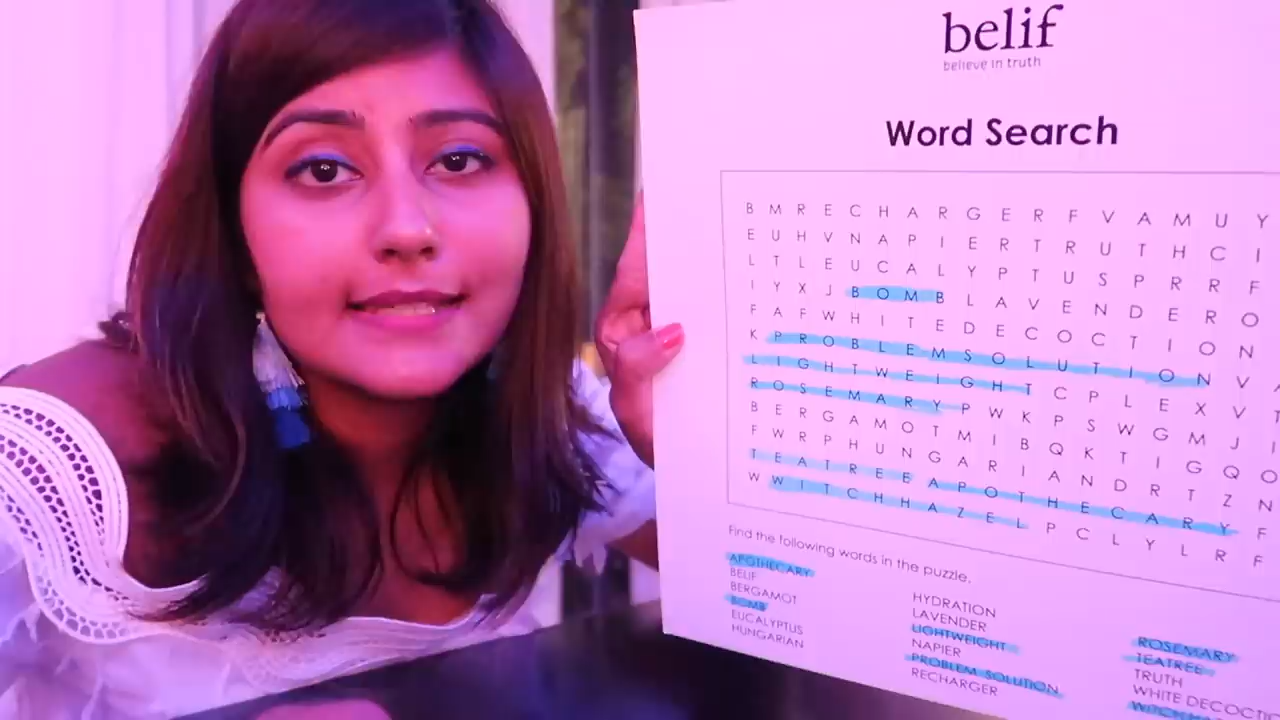 belif
believe in truth
Word Search
B M R E C H A R G E R F V A M U Y
E U H V N A P I E R T R U T H C I
L T L E U C A L Y P T U S P R R F
I Y X J B O M B L A V E N D E R O
F A F W H I T E D E C O C T I O N
K P R O B L E M S O L U T I O N V
L I G H T W E I G H T C P L E X V T
R O S E M A R Y P W K P S W G M J I
B E R G A M O T M I B Q K T I G Q O
F W R P H U N G A R I A N D R T Z N
T E A T R E E A P O T H E C A R Y F
W W I T C H H A Z E L P C L Y L R F
Find the following words in the puzzle.
APOTHECARY
BELIF
BERGAMOT
BOMB
EUCALYPTUS
HUNGARIAN
HYDRATION
LAVENDER
LIGHTWEIGHT
NAPIER
PROBLEM SOLUTION
RECHARGER
ROSEMARY
TEATREE
TRUTH
WHITE